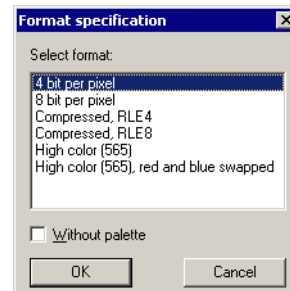 Format specification
Select format:
4 bit per pixel
8 bit per pixel
Compressed, RLE4
Compressed, RLE8
High color (565)
High color (565), red and blue swapped
Without palette
OK
Cancel